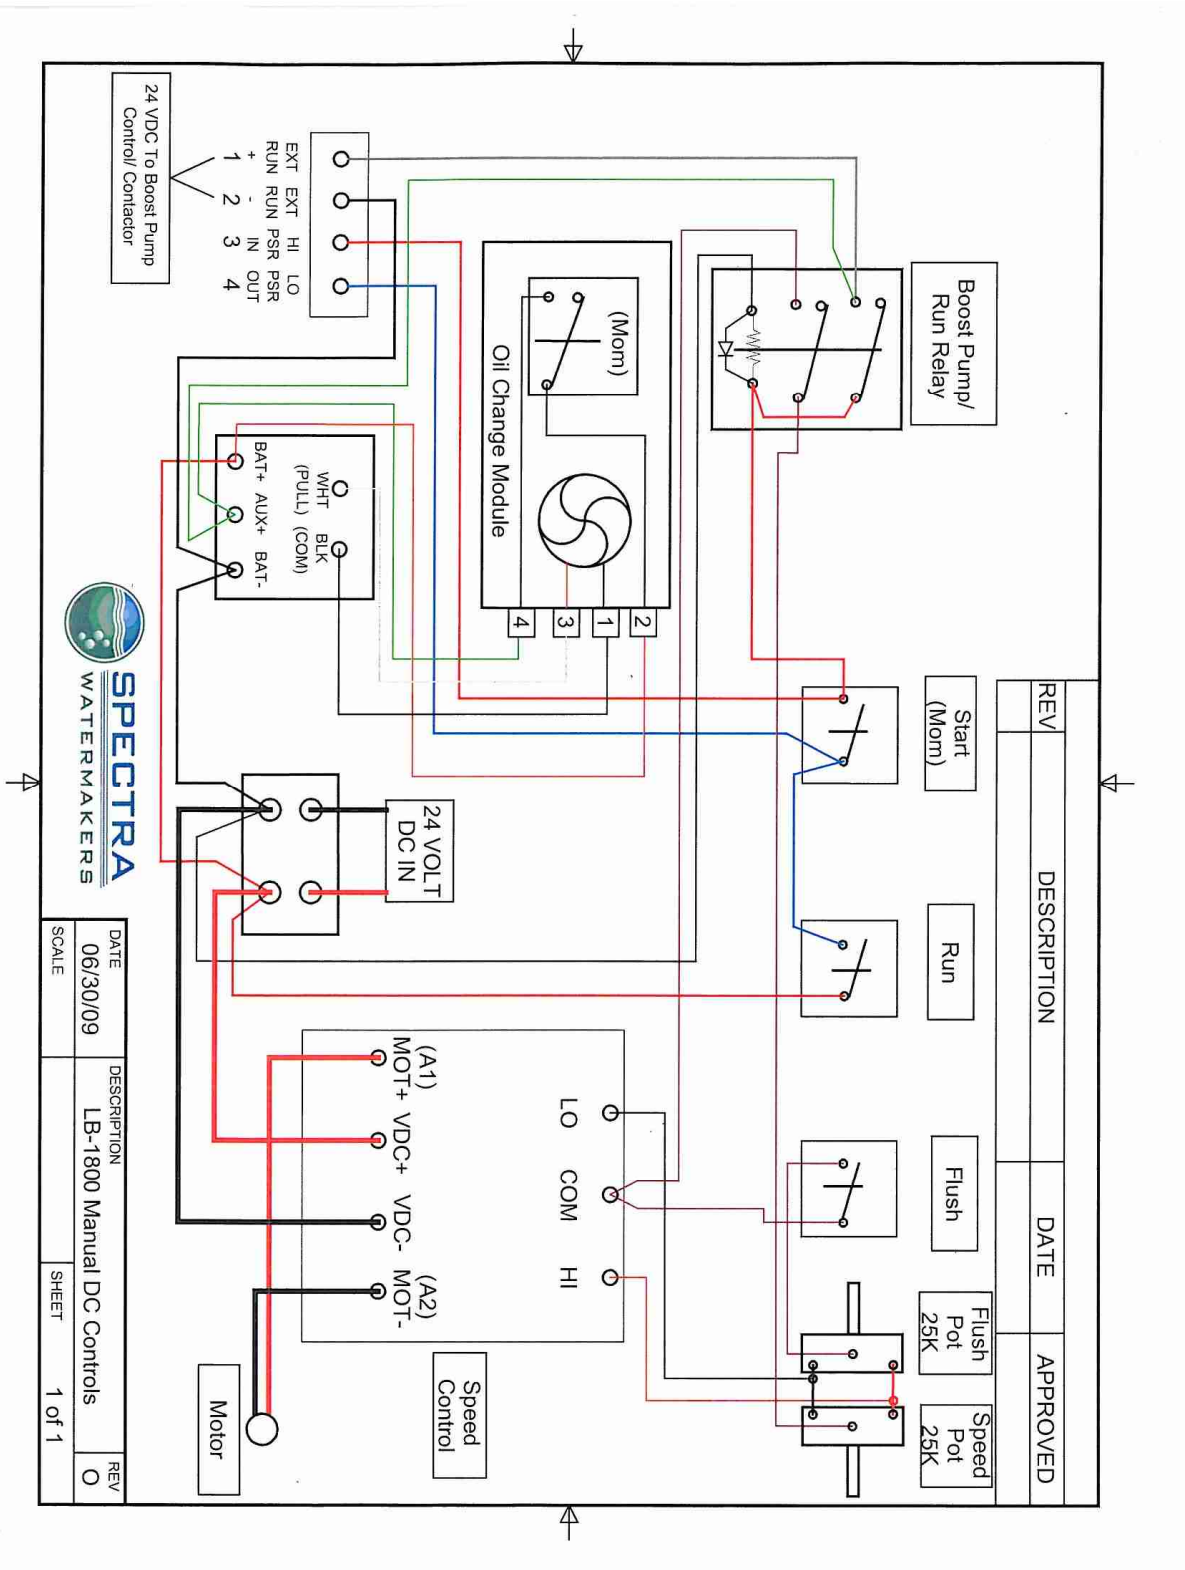 REV
DESCRIPTION
DATE
APPROVED
Boost Pump/
Run Relay
Start
(Mom)
Run
Flush
Flush
Pot
25K
Speed
Pot
25K
(Mom)
Oil Change Module
2
1
3
4
EXT
RUN
+
1
EXT
RUN
-
2
HI
PSR
IN
3
LO
PSR
OUT
4
24 VDC To Boost Pump
Control/ Contactor
WHT
(PULL)
BLK
(COM)
BAT+ AUX+ BAT-
24 VOLT
DC IN
LO
COM
HI
(A1)
MOT+ VDC+ VDC- MOT-
(A2)
Speed
Control
Motor
SPECTRA
WATERMAKERS
DATE
06/30/09
DESCRIPTION
LB-1800 Manual DC Controls
REV
O
SCALE
SHEET
1 of 1